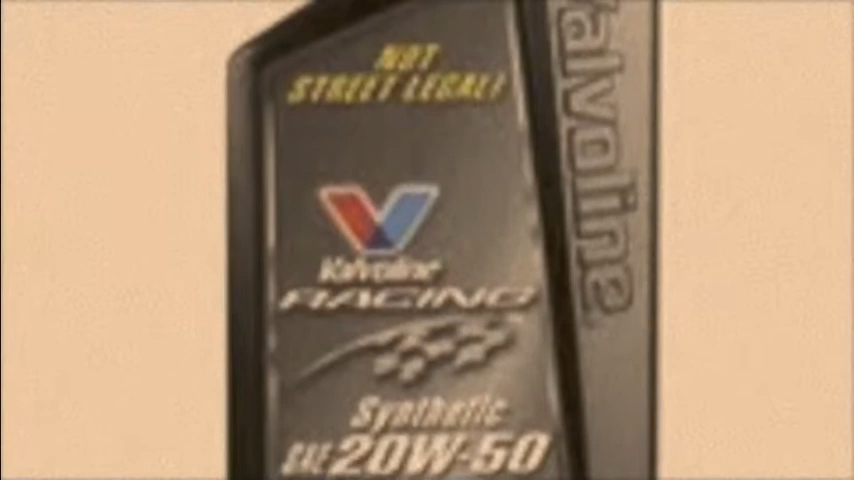 NOT
STREET LEGAL!
Valvoline
RACING
Synthetic
SAE 20W-50
Valvoline